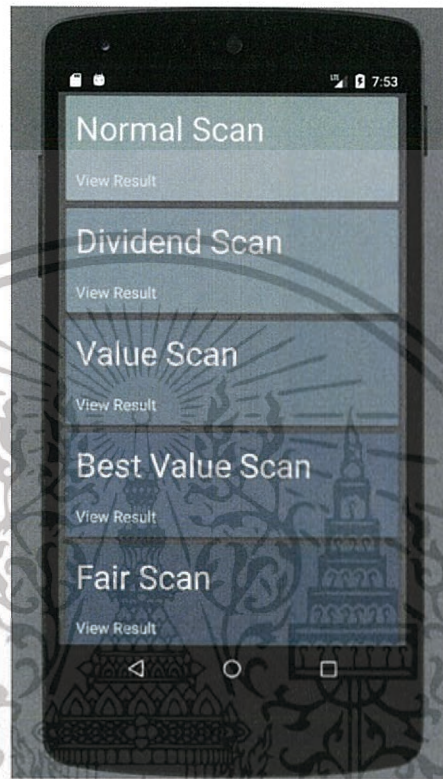 LTE 7:53
Normal Scan
View Result
Dividend Scan
View Result
Value Scan
View Result
Best Value Scan
View Result
Fair Scan
View Result